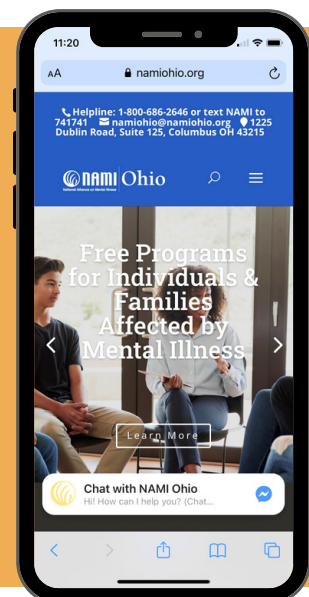 11:20
AA namiohio.org
Helpline: 1-800-686-2646 or text NAMI to
741741 namiohio@namiohio.org 1225
Dublin Road, Suite 125, Columbus OH 43215
NAMI Ohio
National Alliance on Mental Illness
Free Programs
for Individuals &
Families
Affected by
Mental Illness
Learn More
Chat with NAMI Ohio
Hi! How can I help you? (Chat...